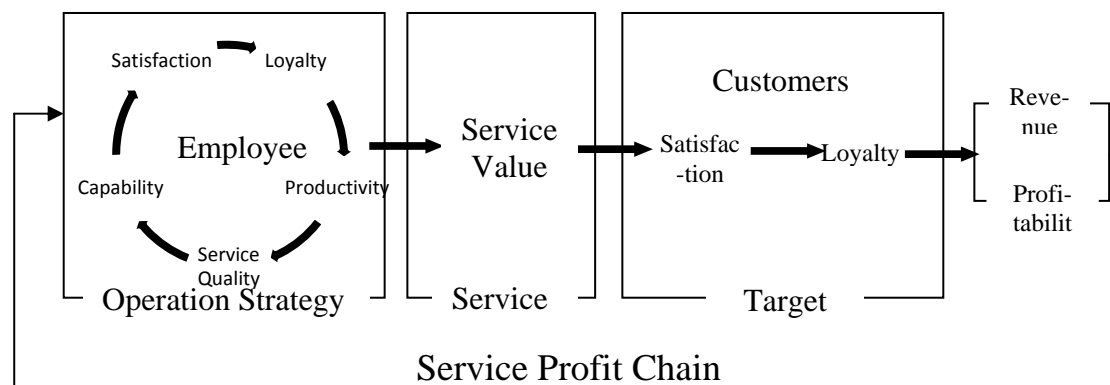 Satisfaction
Loyalty
Employee
Capability
Productivity
Service
Quality
Operation Strategy
Service
Value
Service
Customers
Satisfac
-tion
Loyalty
Target
Reve-
nue
Profi-
tabilit
Service Profit Chain